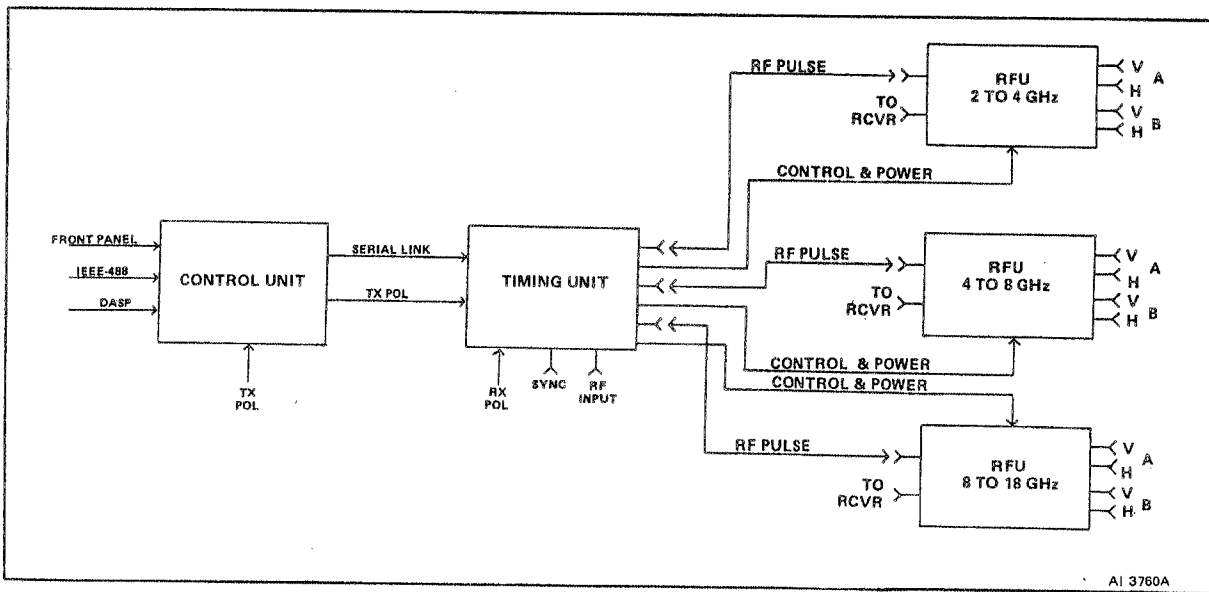 RF PULSE
RFU
2 TO 4 GHz
TO
RCVR
V
H
A
V
H
B
CONTROL & POWER
FRONT PANEL
IEEE-488
DASP
CONTROL UNIT
TX
POL
SERIAL LINK
TX POL
TIMING UNIT
RX
POL
SYNC
RF
INPUT
RF PULSE
RFU
4 TO 8 GHz
TO
RCVR
V
H
A
V
H
B
CONTROL & POWER
CONTROL & POWER
RF PULSE
RFU
8 TO 18 GHz
TO
RCVR
V
H
A
V
H
B
AI 3760A